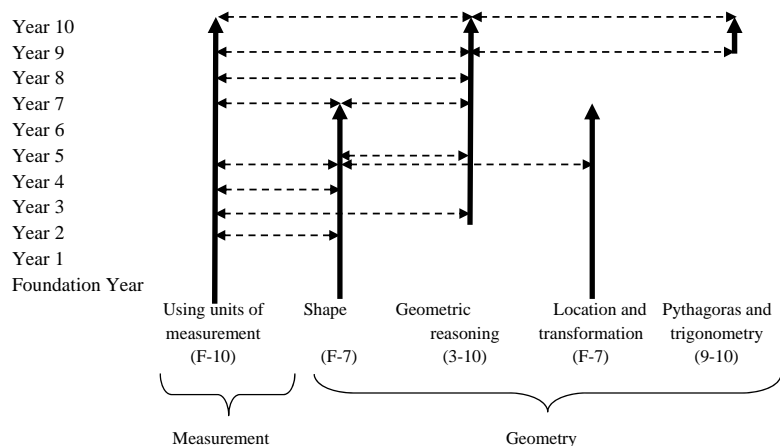 Year 10
Year 9
Year 8
Year 7
Year 6
Year 5
Year 4
Year 3
Year 2
Year 1
Foundation Year
Using units of measurement
(F-10)
Shape
(F-7)
Geometric reasoning
(3-10)
Location and transformation
(F-7)
Pythagoras and trigonometry
(9-10)
Measurement
Geometry